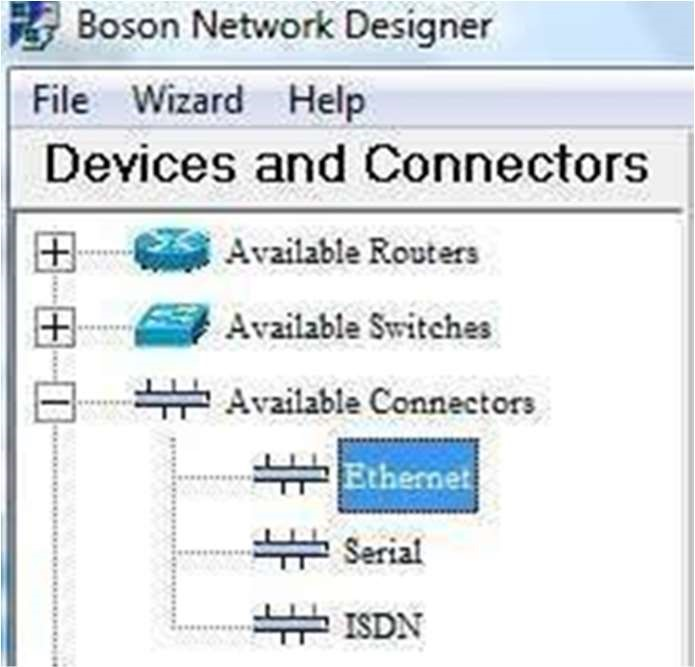 Boson Network Designer
File Wizard Help
Devices and Connectors
Available Routers
Available Switches
Available Connectors
Ethernet
Serial
ISDN